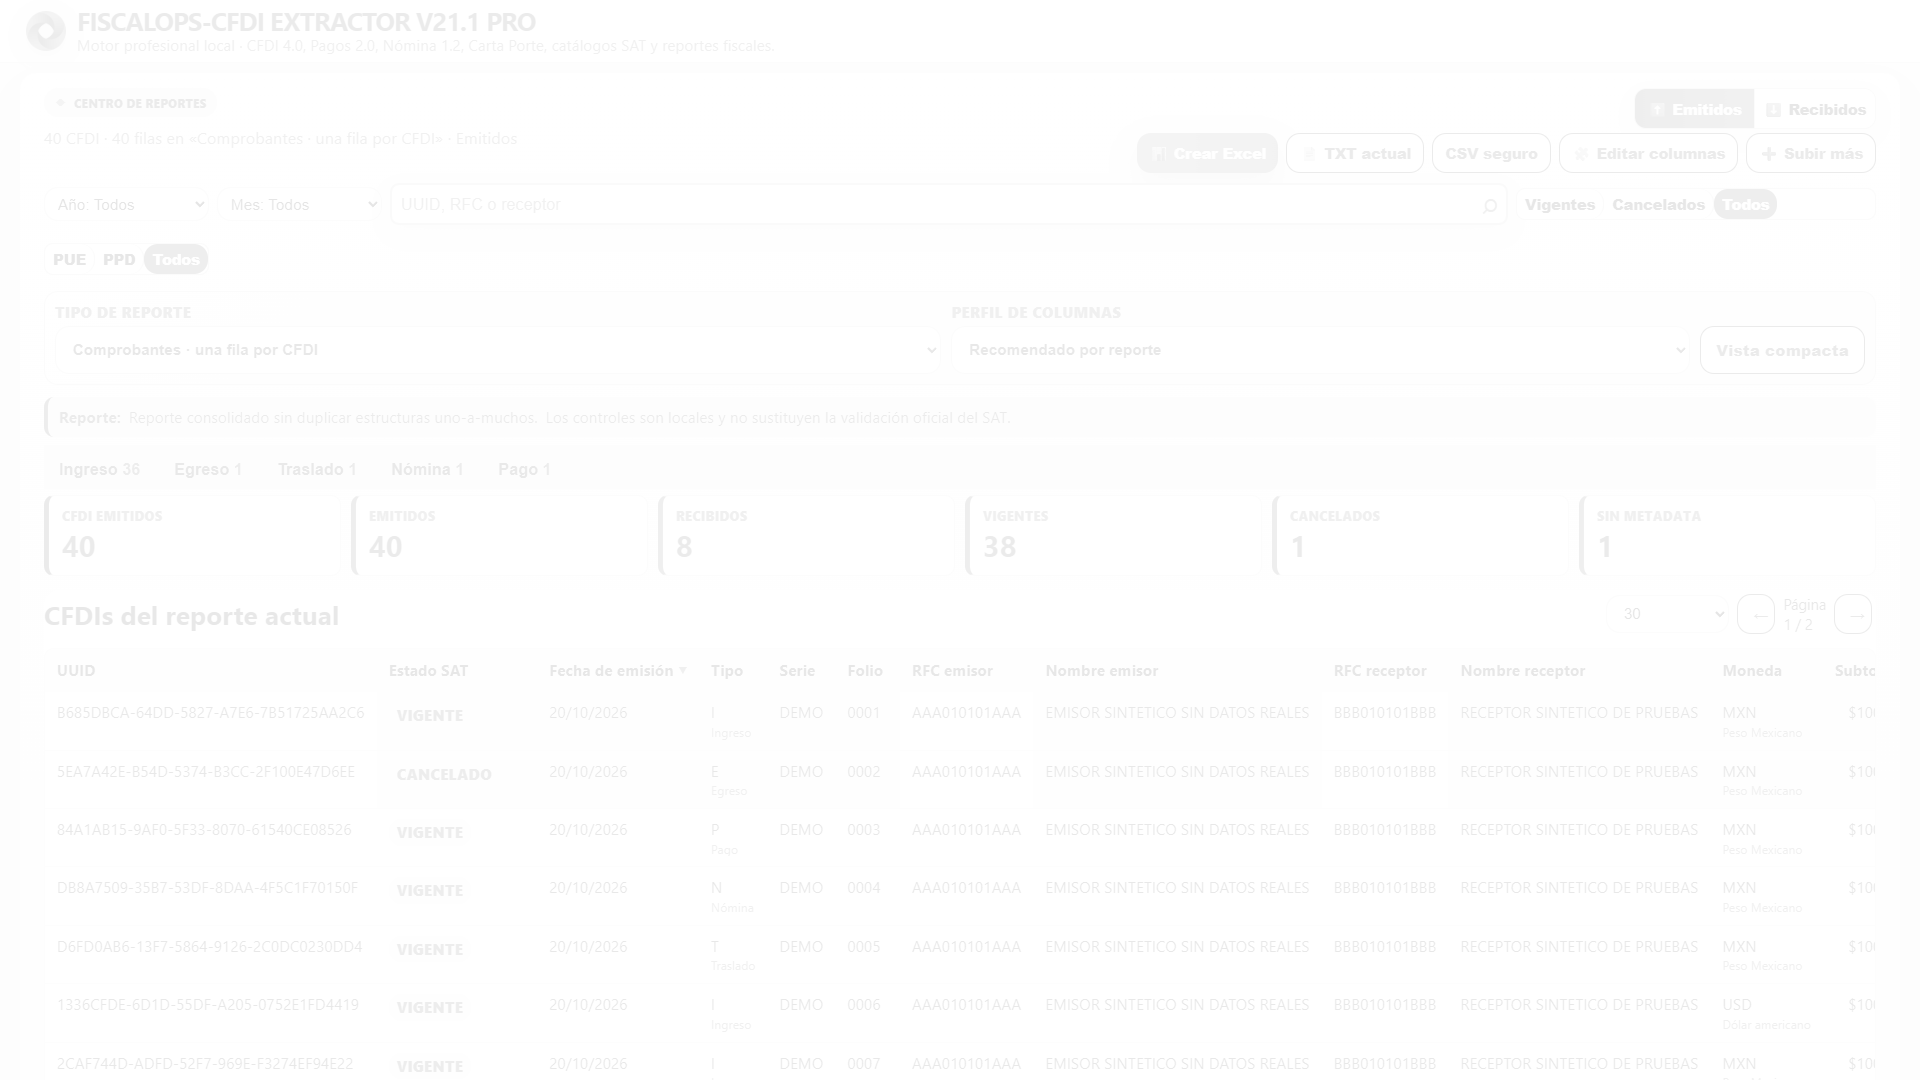 FISCALOPS-CFDI EXTRACTOR V21.1 PRO
Motor profesional local · CFDI 4.0, Pagos 2.0, Nómina 1.2, Carta Porte, catálogos SAT y reportes fiscales.
CENTRO DE REPORTES
Emitidos Recibidos
40 CFDI · 40 filas en «Comprobantes · una fila por CFDI» · Emitidos
Crear Excel TXT actual CSV seguro Editar columnas Subir más
Año: Todos Mes: Todos UUID, RFC o receptor Vigentes Cancelados Todos
PUE PPD Todos
TIPO DE REPORTE PERFIL DE COLUMNAS
Comprobantes · una fila por CFDI Recomendado por reporte Vista compacta
Reporte: Reporte consolidado sin duplicar estructuras uno-a-muchos. Los controles son locales y no sustituyen la validación oficial del SAT.
Ingreso 36 Egreso 1 Traslado 1 Nómina 1 Pago 1
CFDI EMITIDOS EMITIDOS RECIBIDOS VIGENTES CANCELADOS SIN METADATA
40 40 8 38 1 1
CFDIs del reporte actual 30 ← Página 1 / 2 →
UUID Estado SAT Fecha de emisión ▼ Tipo Serie Folio RFC emisor Nombre emisor RFC receptor Nombre receptor Moneda Subto
B685DBCA-64DD-5827-A7E6-7B51725AA2C6 VIGENTE 20/10/2026 I DEMO 0001 AAA010101AAA EMISOR SINTETICO SIN DATOS REALES BBB010101BBB RECEPTOR SINTETICO DE PRUEBAS MXN $100
Ingreso Peso Mexicano
5EA7A42E-B54D-5374-B3CC-2F100E47D6EE CANCELADO 20/10/2026 E DEMO 0002 AAA010101AAA EMISOR SINTETICO SIN DATOS REALES BBB010101BBB RECEPTOR SINTETICO DE PRUEBAS MXN $100
Egreso Peso Mexicano
84A1AB15-9AF0-5F33-8070-61540CE08526 VIGENTE 20/10/2026 P DEMO 0003 AAA010101AAA EMISOR SINTETICO SIN DATOS REALES BBB010101BBB RECEPTOR SINTETICO DE PRUEBAS MXN $100
Pago Peso Mexicano
DB8A7509-35B7-53DF-8DAA-4F5C1F70150F VIGENTE 20/10/2026 N DEMO 0004 AAA010101AAA EMISOR SINTETICO SIN DATOS REALES BBB010101BBB RECEPTOR SINTETICO DE PRUEBAS MXN $100
Nómina Peso Mexicano
D6FD0AB6-13F7-5864-9126-2C0DC0230DD4 VIGENTE 20/10/2026 T DEMO 0005 AAA010101AAA EMISOR SINTETICO SIN DATOS REALES BBB010101BBB RECEPTOR SINTETICO DE PRUEBAS MXN $100
Traslado Peso Mexicano
1336CFDE-6D1D-55DF-A205-0752E1FD4419 VIGENTE 20/10/2026 I DEMO 0006 AAA010101AAA EMISOR SINTETICO SIN DATOS REALES BBB010101BBB RECEPTOR SINTETICO DE PRUEBAS USD $100
Ingreso Dólar americano
2CAF744D-ADFD-52F7-969E-F3274EF94E22 VIGENTE 20/10/2026 I DEMO 0007 AAA010101AAA EMISOR SINTETICO SIN DATOS REALES BBB010101BBB RECEPTOR SINTETICO DE PRUEBAS MXN $100